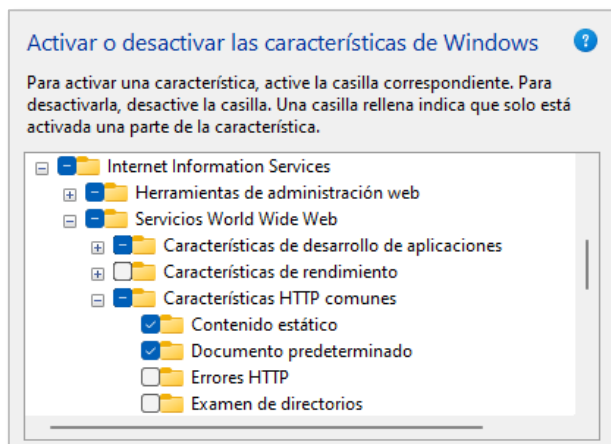 Activar o desactivar las características de Windows
?
Para activar una característica, active la casilla correspondiente. Para
desactivarla, desactive la casilla. Una casilla rellena indica que solo está
activada una parte de la característica.
Internet Information Services
Herramientas de administración web
Servicios World Wide Web
Características de desarrollo de aplicaciones
Características de rendimiento
Características HTTP comunes
Contenido estático
Documento predeterminado
Errores HTTP
Examen de directorios